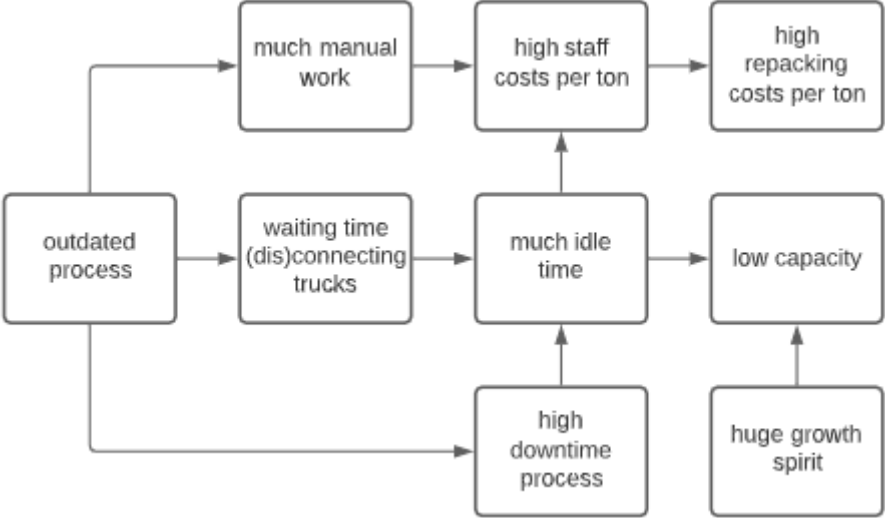 much manual
work
high staff
costs per ton
high
repacking
costs per ton
outdated
process
waiting time
(dis)connecting
trucks
much idle
time
low capacity
high
downtime
process
huge growth
spirit